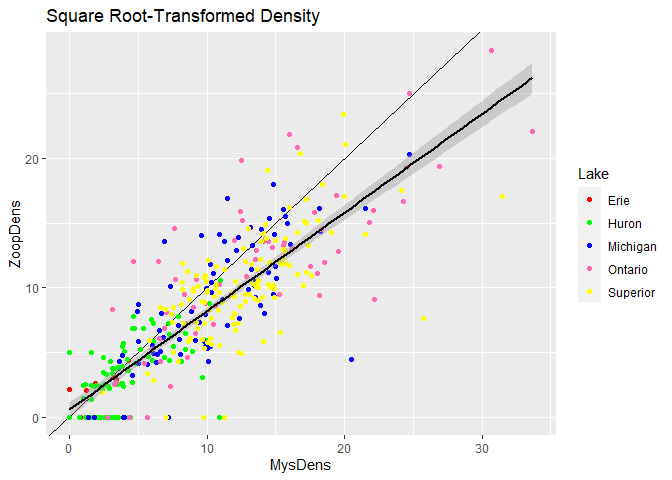 Square Root-Transformed Density
ZoopDens
20
10
0
0
10
20
30
MysDens
Lake
Erie
Huron
Michigan
Ontario
Superior